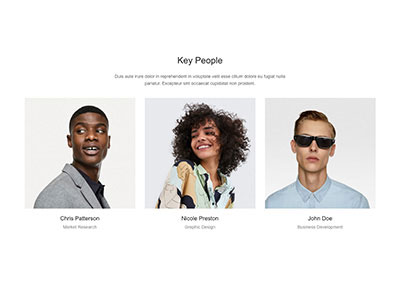 Key People
Duis aute irure dolor in reprehenderit in voluptate velit esse cillum dolore eu fugiat nulla
pariatur. Excepteur sint occaecat cupidatat non proident.
Chris Patterson
Nicole Preston
John Doe
Market Research
Graphic Design
Business Development